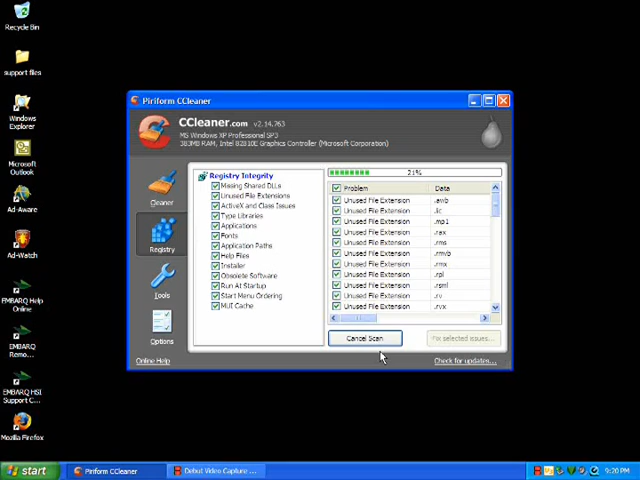 Recycle Bin
support files
Windows
Explorer
Microsoft
Outlook
Ad-Aware
Ad-Watch
EMBARQ Help
Online
EMBARQ
Remo...
EMBARQ HSI
Support C...
Mozilla Firefox
Piriform CCleaner
CCleaner.com v2.14.763
MS Windows XP Professional SP3
383MB RAM, Intel 82810E Graphics Controller (Microsoft Corporation)
Cleaner
Registry
Tools
Options
Registry Integrity
Missing Shared DLLs
Unused File Extensions
ActiveX and Class Issues
Type Libraries
Applications
Fonts
Application Paths
Help Files
Installer
Obsolete Software
Run At Startup
Start Menu Ordering
MUI Cache
21%
Problem Data
Unused File Extension .awb
Unused File Extension .lc
Unused File Extension .mp1
Unused File Extension .rax
Unused File Extension .rms
Unused File Extension .rmvb
Unused File Extension .rmx
Unused File Extension .rpl
Unused File Extension .rsml
Unused File Extension .rv
Unused File Extension .rvx
Cancel Scan
Fix selected issues...
Online Help
Check for updates...
start
Piriform CCleaner
Debut Video Capture ...
9:20 PM